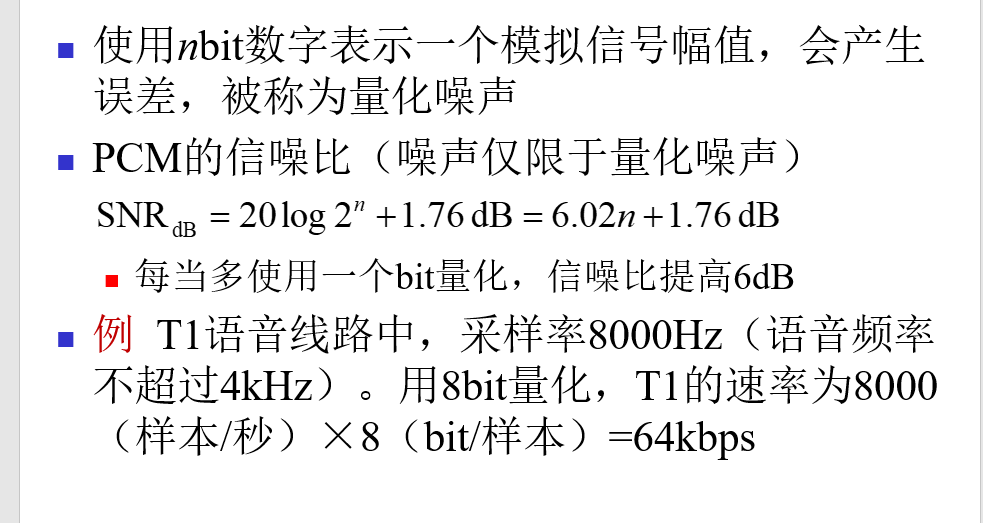 使用nbit数字表示一个模拟信号幅值，会产生
误差，被称为量化噪声
PCM的信噪比（噪声仅限于量化噪声）
SNR_dB = 20 log 2^n + 1.76 dB = 6.02n + 1.76 dB
每当多使用一个bit量化，信噪比提高6dB
例 T1语音线路中，采样率8000Hz（语音频率
不超过4kHz）。用8bit量化，T1的速率为8000
（样本/秒）×8（bit/样本）=64kbps